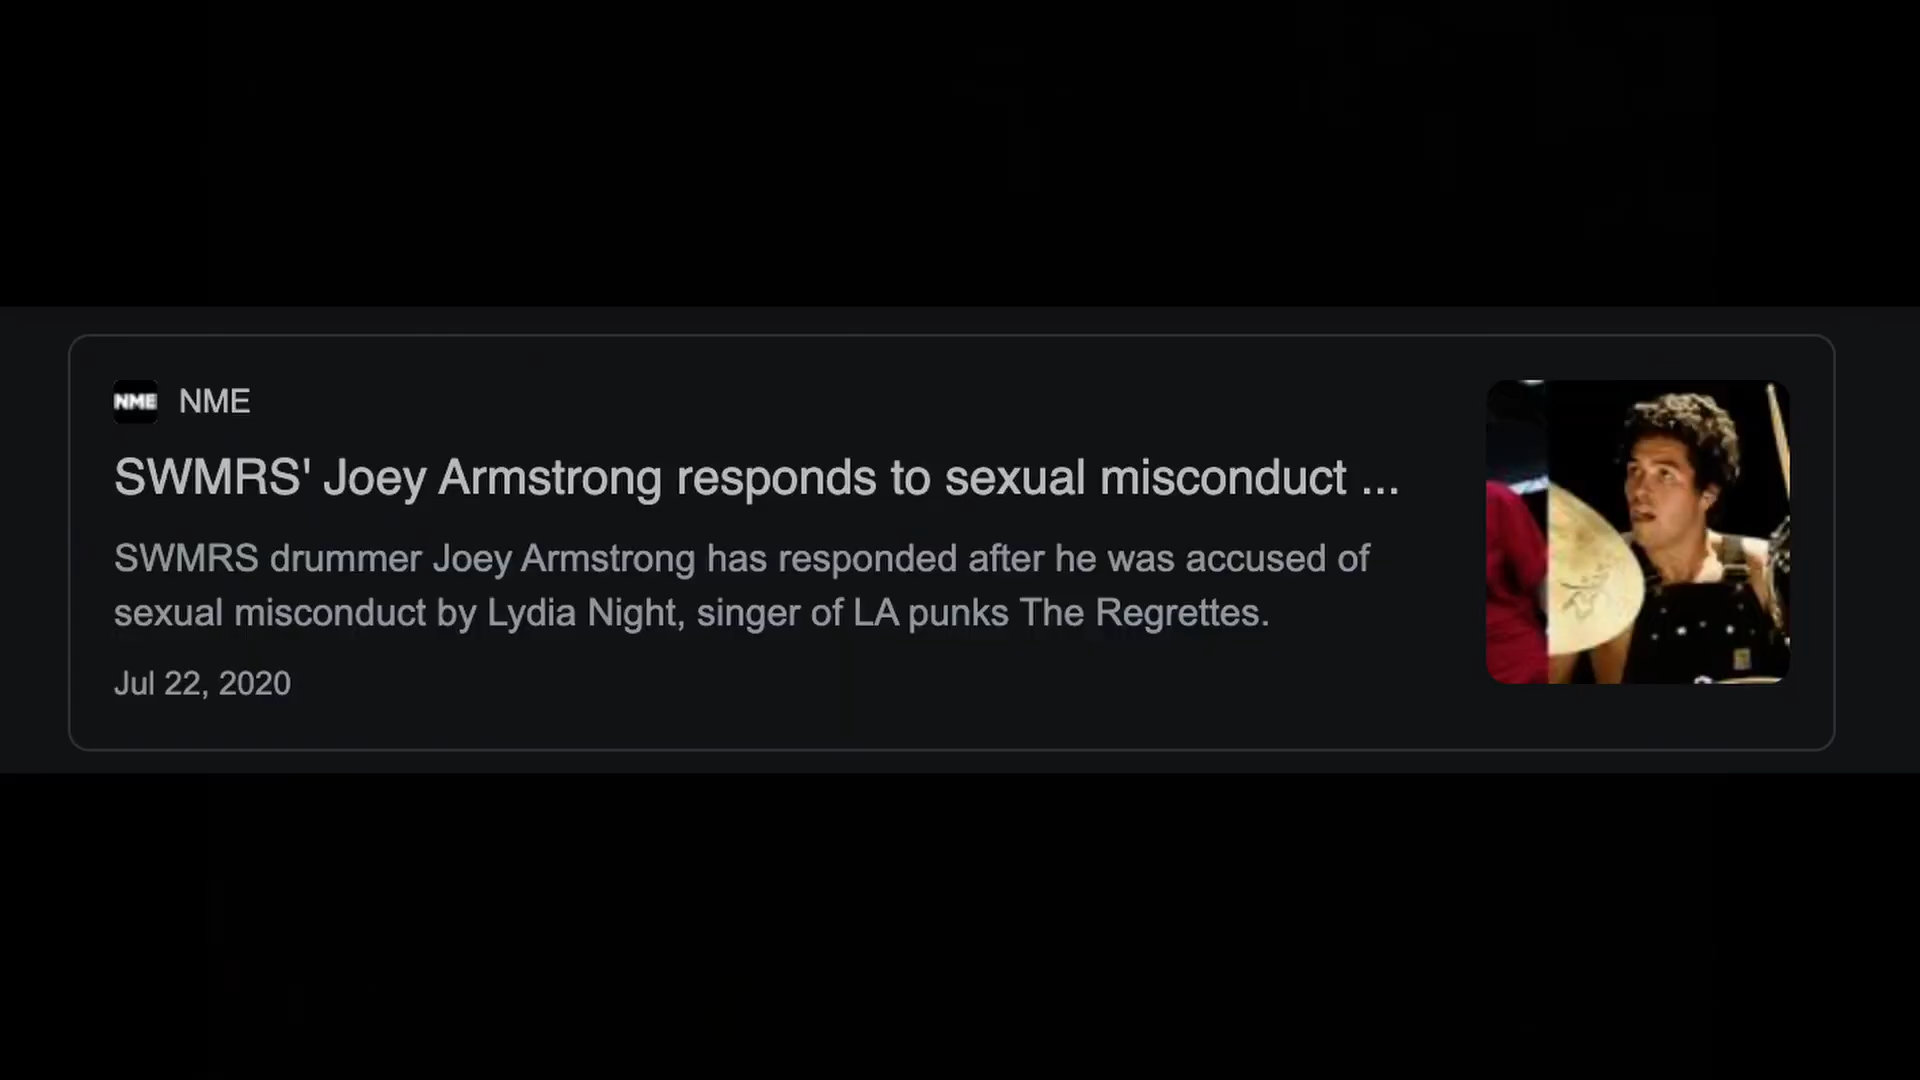 NME NME
SWMRS' Joey Armstrong responds to sexual misconduct ...
SWMRS drummer Joey Armstrong has responded after he was accused of
sexual misconduct by Lydia Night, singer of LA punks The Regrettes.
Jul 22, 2020